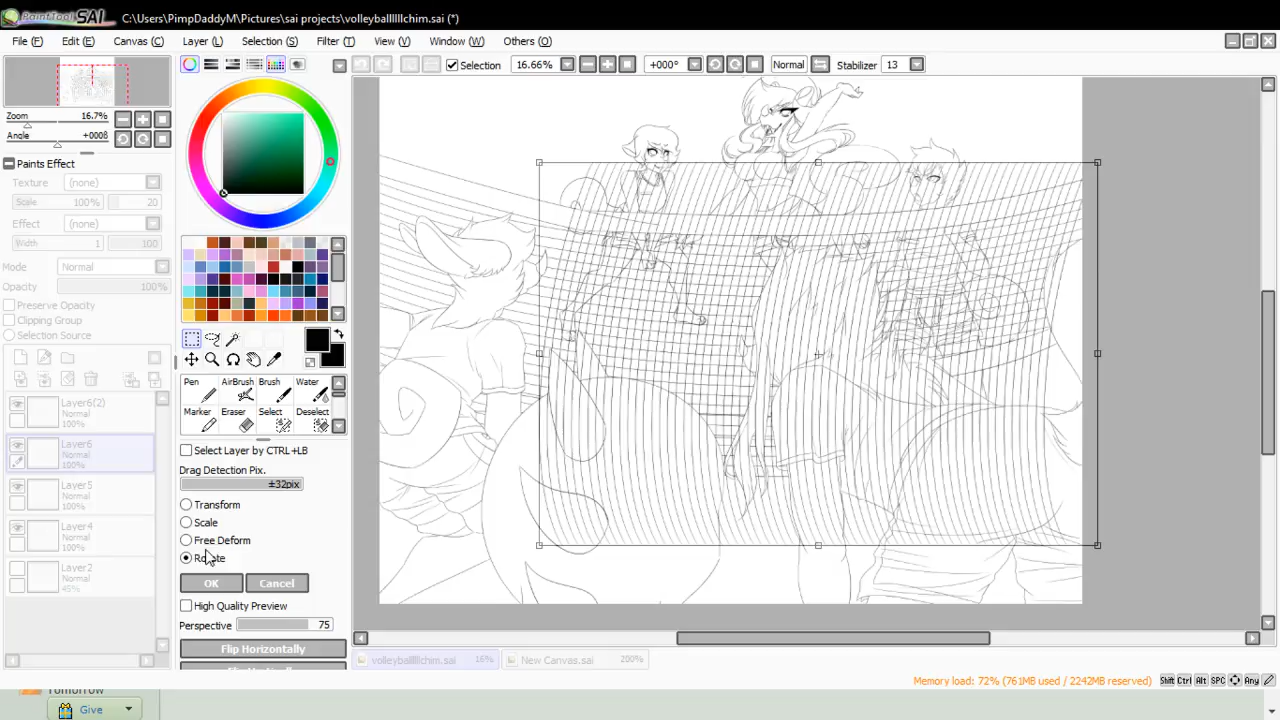 PaintTool SAI C:\Users\PimpDaddyM\Pictures\sai projects\volleyballlllchim.sai (*)
File (F) Edit (E) Canvas (C) Layer (L) Selection (S) Filter (T) View (V) Window (W) Others (O)
Selection 16.66% +000° Normal Stabilizer 13
Zoom 16.7%
Angle +000ß
Paints Effect
Texture (none)
Scale 100% 20
Effect (none)
Width 1 100
Mode Normal
Opacity 100%
Preserve Opacity
Clipping Group
Selection Source
Layer6(2)
Normal
100%
Layer6
Normal
100%
Layer5
Normal
100%
Layer4
Normal
100%
Layer2
Normal
45%
Pen AirBrush Brush Water
Marker Eraser Select Deselect
Select Layer by CTRL+LB
Drag Detection Pix.
±32pix
Transform
Scale
Free Deform
Rotate
OK Cancel
High Quality Preview
Perspective 75
Flip Horizontally
volleyballlllchim.sai 16% New Canvas.sai 200%
Memory load: 72% (761MB used / 2242MB reserved) Shift Ctrl Alt SPC Any
Tomorrow
Give